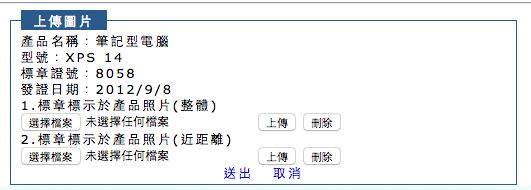 上傳圖片
產品名稱：筆記型電腦
型號：XPS 14
標章證號：8058
發證日期：2012/9/8
1.標章標示於產品照片(整體)
選擇檔案 未選擇任何檔案 上傳 刪除
2.標章標示於產品照片(近距離)
選擇檔案 未選擇任何檔案 上傳 刪除
送出 取消